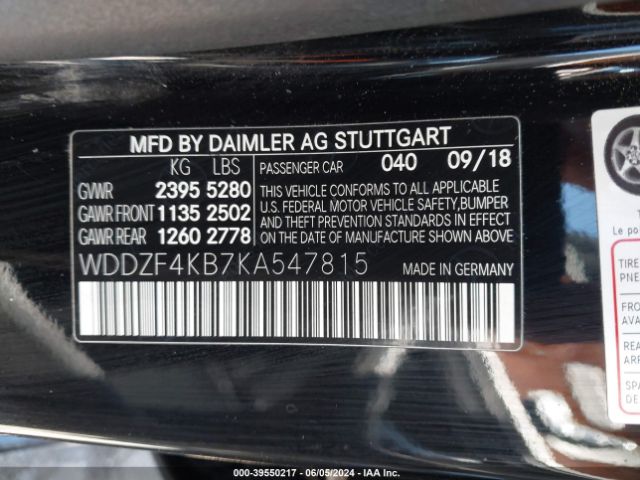 MFD BY DAIMLER AG STUTTGART
KG LBS
GVWR 2395 5280
GAWR FRONT 1135 2502
GAWR REAR 1260 2778
PASSENGER CAR 040 09/18
THIS VEHICLE CONFORMS TO ALL APPLICABLE
U.S. FEDERAL MOTOR VEHICLE SAFETY,BUMPER
AND THEFT PREVENTION STANDARDS IN EFFECT
ON THE DATE OF MANUFACTURE SHOWN ABOVE.
WDDZF4KB7KA547815
MADE IN GERMANY
Le po
TIRE
PNE
FRO
AVA
REA
ARR
SPA
DE
100-39550217 - 06/05/2024 - IAA Inc.